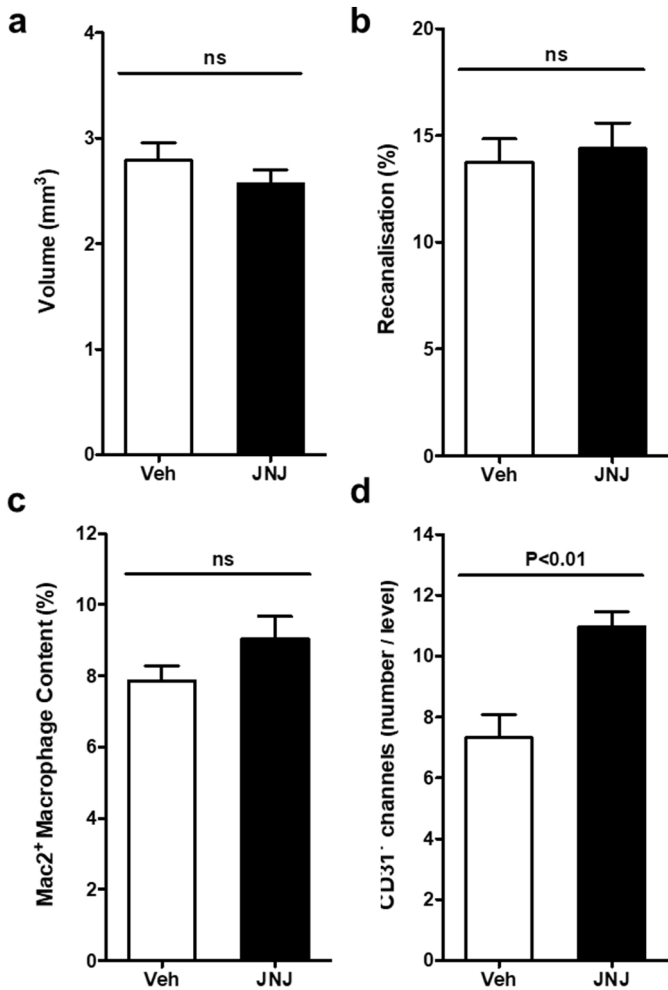 a
4
3
2
1
0
Volume (mm³)
ns
Veh JNJ
b
20
15
10
5
0
Recanalisation (%)
ns
Veh JNJ
c
12
10
8
6
4
2
0
Mac2⁺ Macrophage Content (%)
ns
Veh JNJ
d
14
12
10
8
6
4
2
0
CD31⁺ channels (number / level)
P<0.01
Veh JNJ